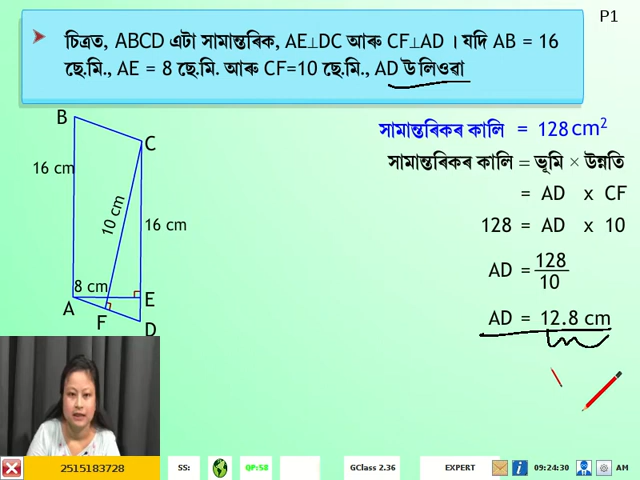 P1
চিত্ৰত, ABCD এটা সামান্তৰিক, AE⊥DC আৰু CF⊥AD । যদি AB = 16
ছে.মি., AE = 8 ছে.মি. আৰু CF=10 ছে.মি., AD উলিওৱা
B
C
16 cm
10 cm
16 cm
8 cm
A
E
F
D
সামান্তৰিকৰ কালি = 128 cm²
সামান্তৰিকৰ কালি = ভূমি × উন্নতি
= AD x CF
128 = AD x 10
AD = 128/10
AD = 12.8 cm
2515183728 SS: QP:58 GClass 2.36 EXPERT 09:24:30 AM